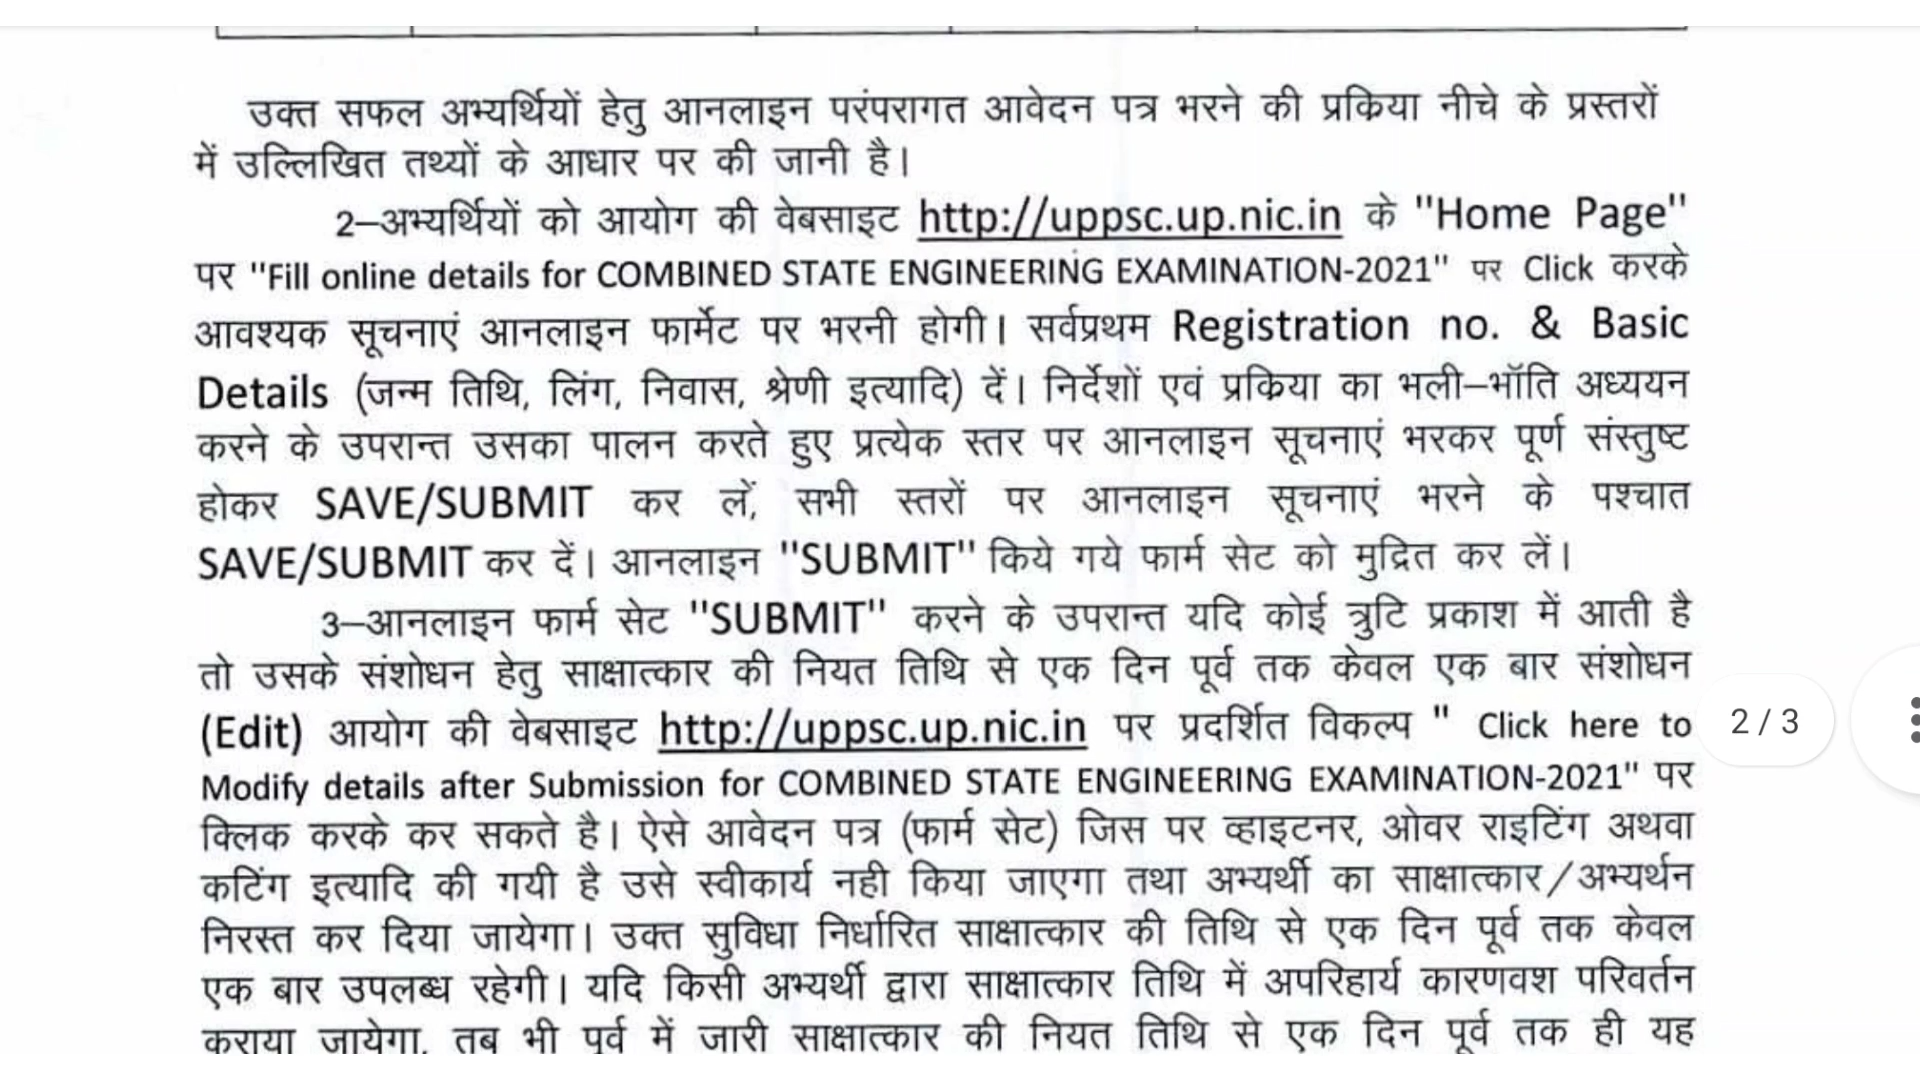 उक्त सफल अभ्यर्थियों हेतु आनलाइन परंपरागत आवेदन पत्र भरने की प्रक्रिया नीचे के प्रस्तरों
में उल्लिखित तथ्यों के आधार पर की जानी है।
2–अभ्यर्थियों को आयोग की वेबसाइट http://uppsc.up.nic.in के "Home Page"
पर "Fill online details for COMBINED STATE ENGINEERING EXAMINATION-2021" पर Click करके
आवश्यक सूचनाएं आनलाइन फार्मेट पर भरनी होगी। सर्वप्रथम Registration no. & Basic
Details (जन्म तिथि, लिंग, निवास, श्रेणी इत्यादि) दें। निर्देशों एवं प्रक्रिया का भली–भॉति अध्ययन
करने के उपरान्त उसका पालन करते हुए प्रत्येक स्तर पर आनलाइन सूचनाएं भरकर पूर्ण संस्तुष्ट
होकर SAVE/SUBMIT कर लें, सभी स्तरों पर आनलाइन सूचनाएं भरने के पश्चात
SAVE/SUBMIT कर दें। आनलाइन "SUBMIT" किये गये फार्म सेट को मुद्रित कर लें।
3–आनलाइन फार्म सेट "SUBMIT" करने के उपरान्त यदि कोई त्रुटि प्रकाश में आती है
तो उसके संशोधन हेतु साक्षात्कार की नियत तिथि से एक दिन पूर्व तक केवल एक बार संशोधन
(Edit) आयोग की वेबसाइट http://uppsc.up.nic.in पर प्रदर्शित विकल्प " Click here to
Modify details after Submission for COMBINED STATE ENGINEERING EXAMINATION-2021" पर
क्लिक करके कर सकते है। ऐसे आवेदन पत्र (फार्म सेट) जिस पर व्हाइटनर, ओवर राइटिंग अथवा
कटिंग इत्यादि की गयी है उसे स्वीकार्य नही किया जाएगा तथा अभ्यर्थी का साक्षात्कार/अभ्यर्थन
निरस्त कर दिया जायेगा। उक्त सुविधा निर्धारित साक्षात्कार की तिथि से एक दिन पूर्व तक केवल
एक बार उपलब्ध रहेगी। यदि किसी अभ्यर्थी द्वारा साक्षात्कार तिथि में अपरिहार्य कारणवश परिवर्तन
कराया जायेगा, तब भी पूर्व में जारी साक्षात्कार की नियत तिथि से एक दिन पूर्व तक ही यह
2 / 3